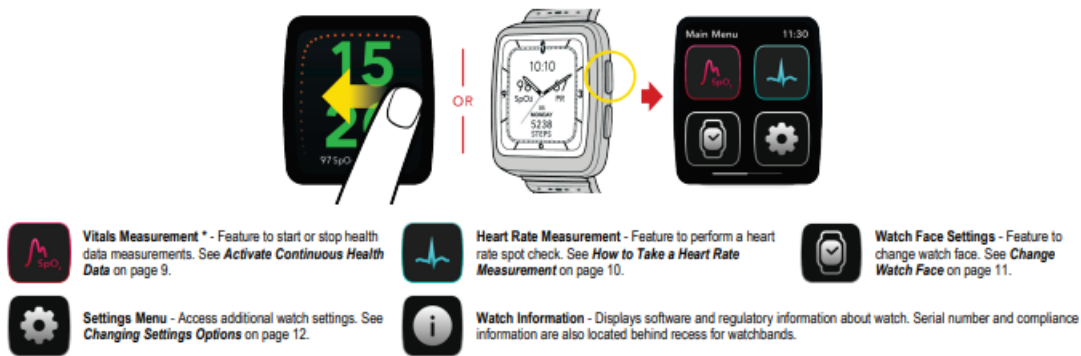 15
97 SpO
OR
10:10
98
67
SpO2
PR
05
MONDAY
5238
STEPS
Main Menu 11:30
SpO₂
Vitals Measurement * - Feature to start or stop health
data measurements. See Activate Continuous Health
Data on page 9.
Heart Rate Measurement - Feature to perform a heart
rate spot check. See How to Take a Heart Rate
Measurement on page 10.
Watch Face Settings - Feature to
change watch face. See Change
Watch Face on page 11.
SpO₂
Settings Menu - Access additional watch settings. See
Changing Settings Options on page 12.
i
Watch Information - Displays software and regulatory information about watch. Serial number and compliance
information are also located behind recess for watchbands.